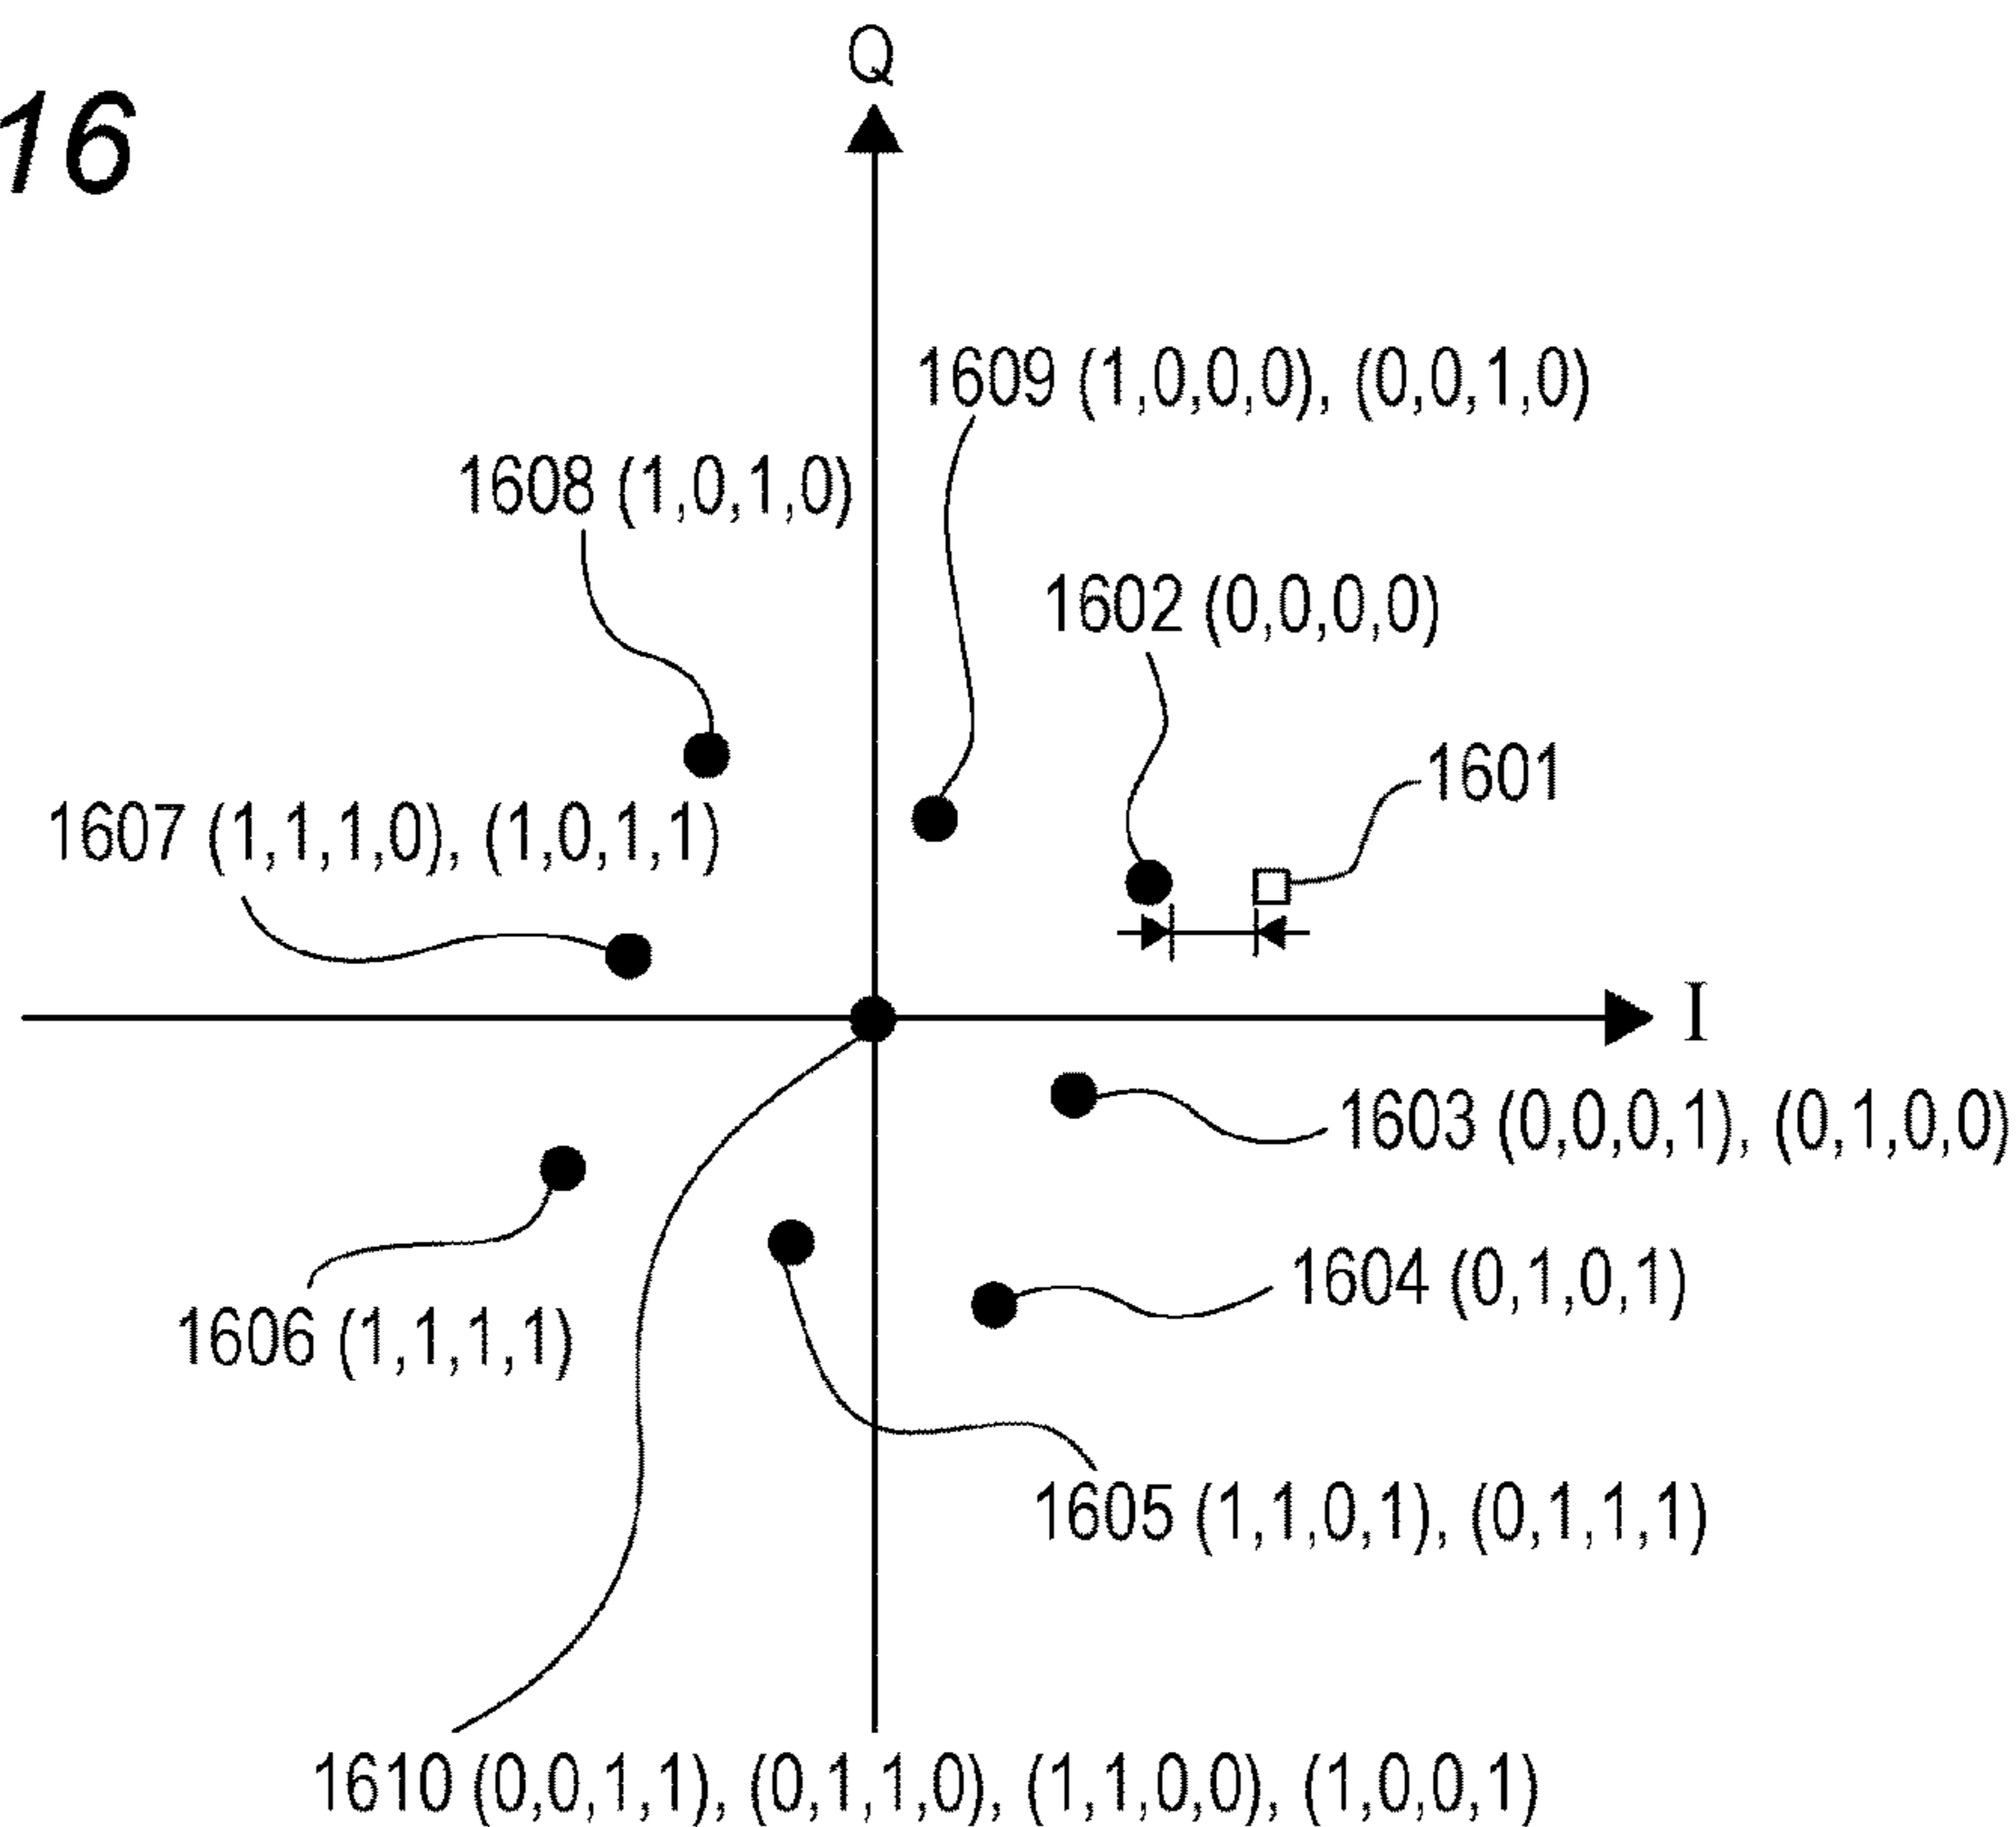 Q
16
1609 (1,0,0,0), (0,0,1,0)
1608 (1,0,1,0)
1602 (0,0,0,0)
1601
1607 (1,1,1,0), (1,0,1,1)
I
1603 (0,0,0,1), (0,1,0,0)
1604 (0,1,0,1)
1606 (1,1,1,1)
1605 (1,1,0,1), (0,1,1,1)
1610 (0,0,1,1), (0,1,1,0), (1,1,0,0), (1,0,0,1)